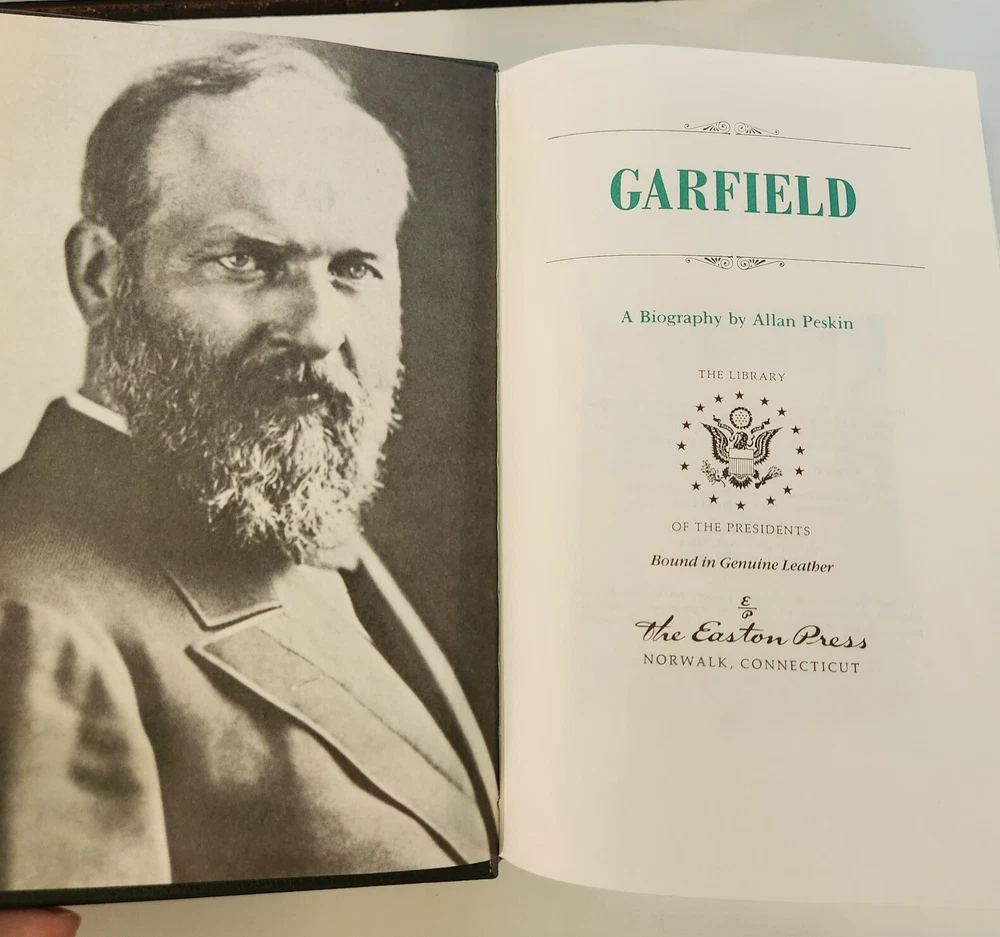 GARFIELD
A Biography by Allan Peskin
THE LIBRARY
OF THE PRESIDENTS
Bound in Genuine Leather
E
P
The Easton Press
NORWALK, CONNECTICUT